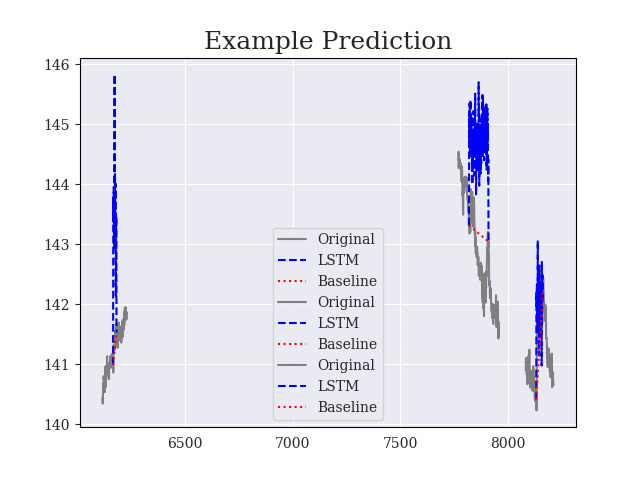 Example Prediction
146
145
144
143
142
141
140
Original
LSTM
Baseline
Original
LSTM
Baseline
Original
LSTM
Baseline
6500 7000 7500 8000